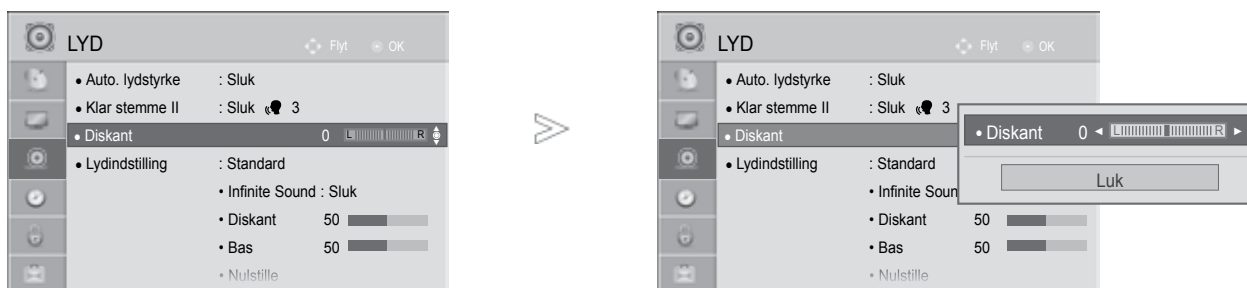 LYD
Flyt OK
• Auto. lydstyrke : Sluk
• Klar stemme II : Sluk 3
• Diskant 0 L R
• Lydindstilling : Standard
• Infinite Sound : Sluk
• Diskant 50
• Bas 50
• Nulstille
>
LYD
Flyt OK
• Auto. lydstyrke : Sluk
• Klar stemme II : Sluk 3
• Diskant
• Lydindstilling : Standard
• Infinite Soun
• Diskant 50
• Bas 50
• Nulstille
• Diskant 0 ◄ L R ►
Luk